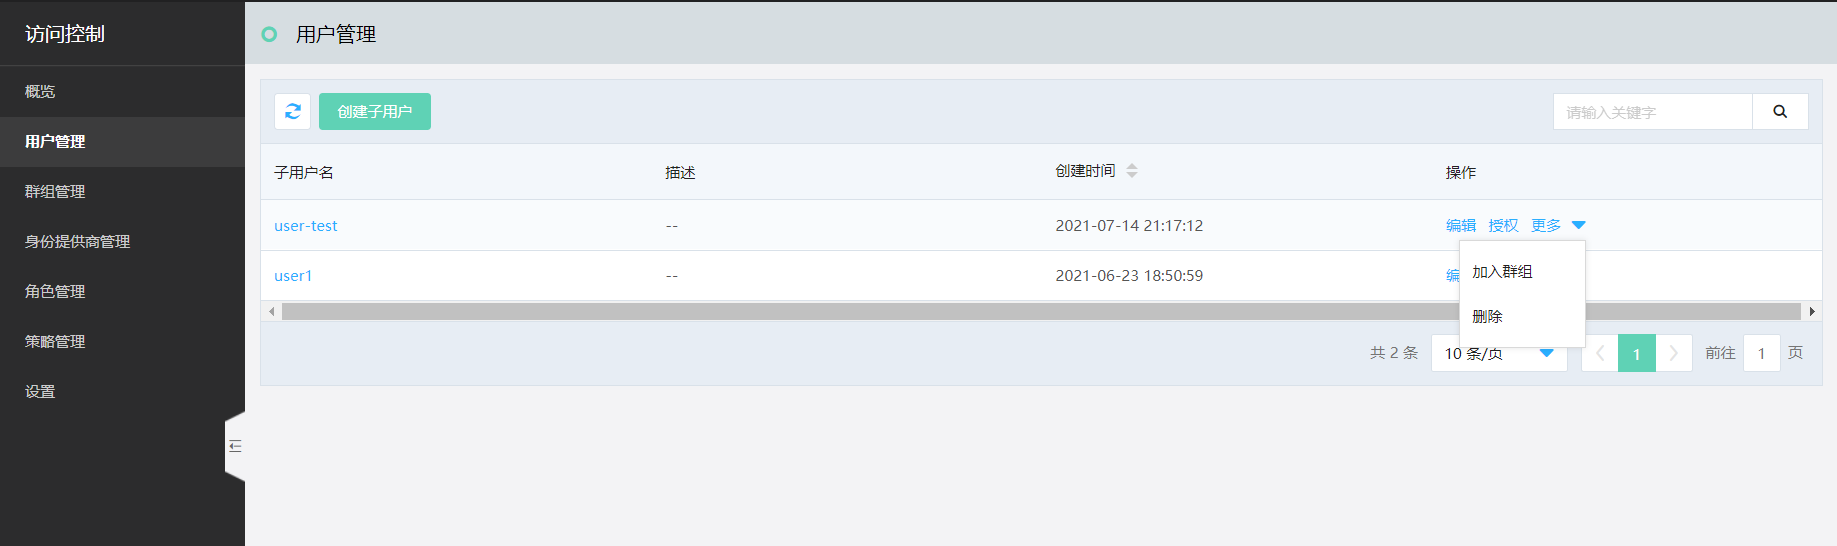 访问控制
用户管理
概览
用户管理
群组管理
身份提供商管理
角色管理
策略管理
设置
创建子用户
请输入关键字
子用户名 描述 创建时间 操作
user-test -- 2021-07-14 21:17:12 编辑 授权 更多
user1 -- 2021-06-23 18:50:59 编
加入群组
删除
共 2 条 10 条/页 1 前往 1 页